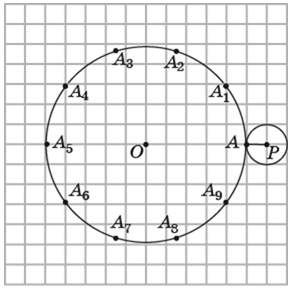 A₃ A₂
A₄ A₁
A₅ O A P
A₆ A₉
A₇ A₈